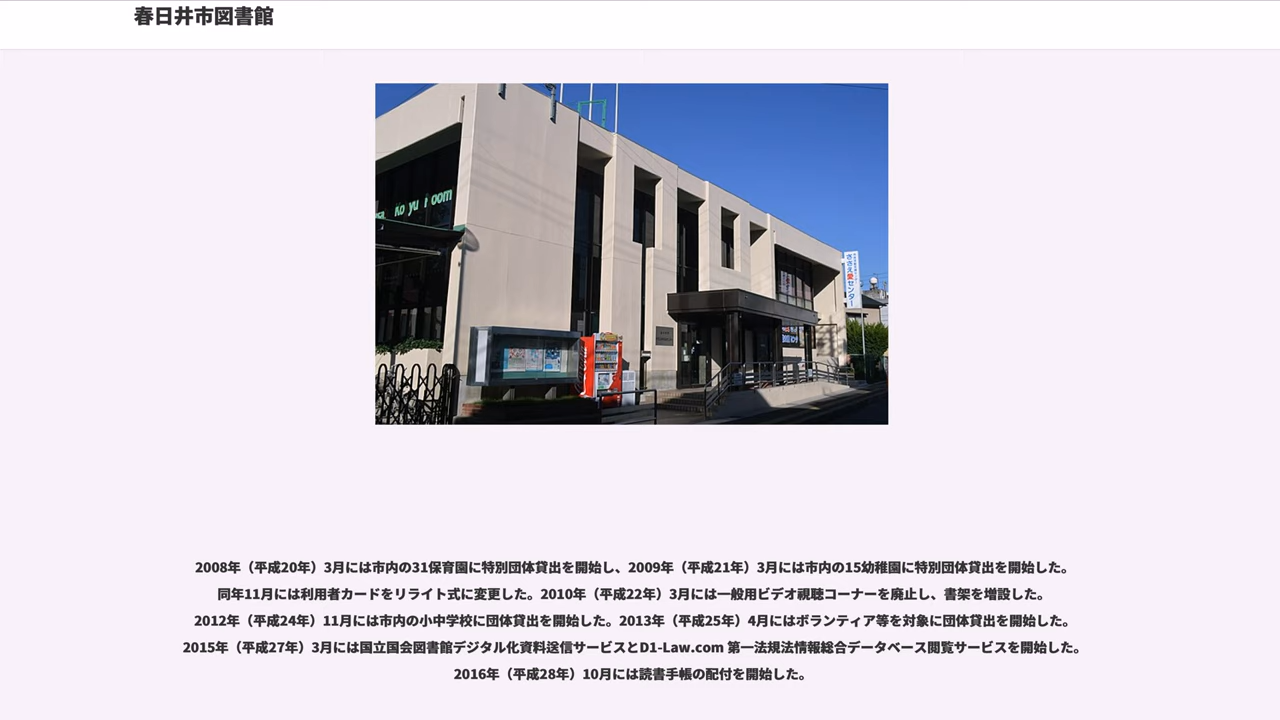 春日井市図書館
Ko yu room
ささえ愛センター
2008年（平成20年）3月には市内の31保育園に特別団体貸出を開始し、2009年（平成21年）3月には市内の15幼稚園に特別団体貸出を開始した。
同年11月には利用者カードをリライト式に変更した。2010年（平成22年）3月には一般用ビデオ視聴コーナーを廃止し、書架を増設した。
2012年（平成24年）11月には市内の小中学校に団体貸出を開始した。2013年（平成25年）4月にはボランティア等を対象に団体貸出を開始した。
2015年（平成27年）3月には国立国会図書館デジタル化資料送信サービスとD1-Law.com 第一法規法情報総合データベース閲覧サービスを開始した。
2016年（平成28年）10月には読書手帳の配付を開始した。